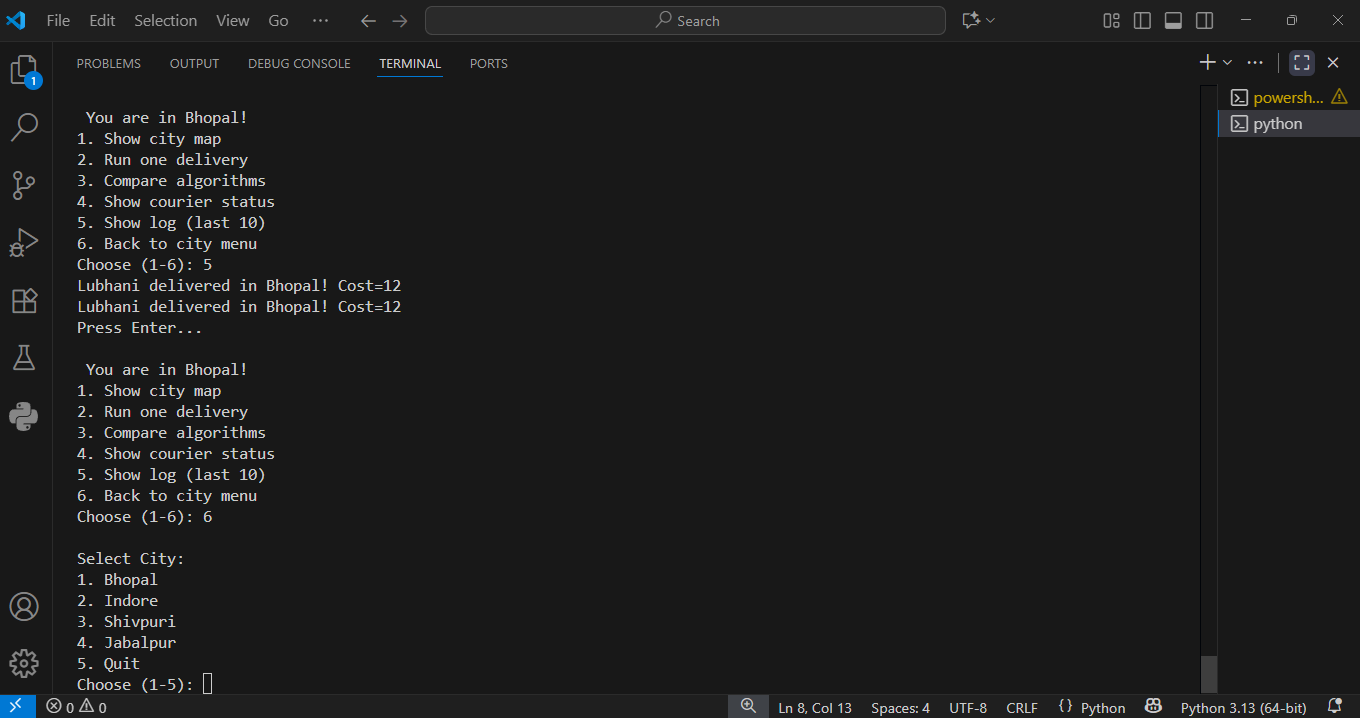 File Edit Selection View Go ··· Search
PROBLEMS OUTPUT DEBUG CONSOLE TERMINAL PORTS
powersh...
python
You are in Bhopal!
1. Show city map
2. Run one delivery
3. Compare algorithms
4. Show courier status
5. Show log (last 10)
6. Back to city menu
Choose (1-6): 5
Lubhani delivered in Bhopal! Cost=12
Lubhani delivered in Bhopal! Cost=12
Press Enter...
You are in Bhopal!
1. Show city map
2. Run one delivery
3. Compare algorithms
4. Show courier status
5. Show log (last 10)
6. Back to city menu
Choose (1-6): 6
Select City:
1. Bhopal
2. Indore
3. Shivpuri
4. Jabalpur
5. Quit
Choose (1-5):
1
0 0 Ln 8, Col 13 Spaces: 4 UTF-8 CRLF {} Python Python 3.13 (64-bit)